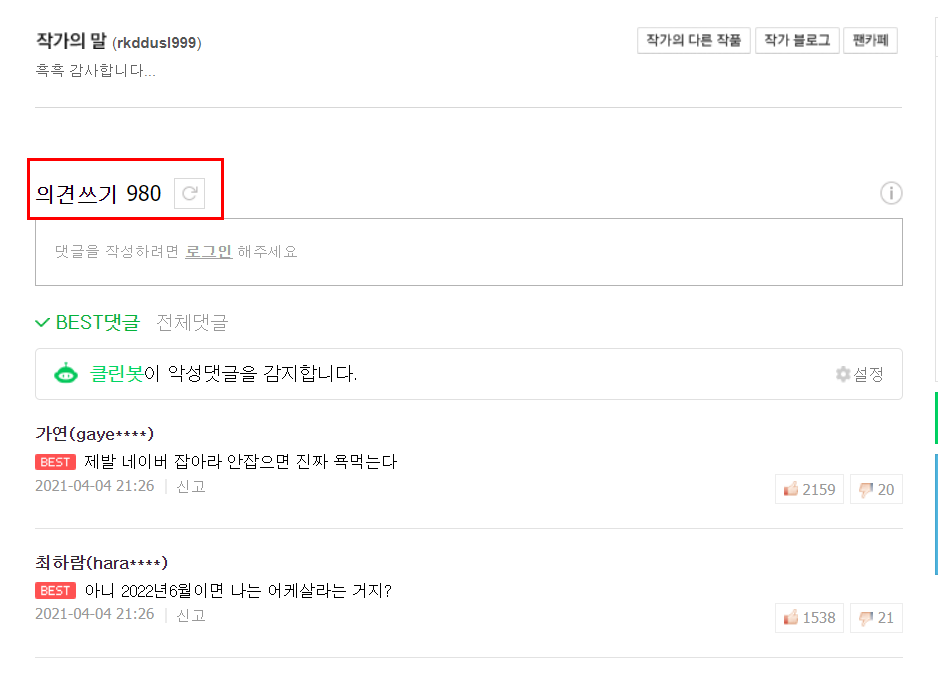 작가의 말 (rkddusl999)
작가의 다른 작품 작가 블로그 팬카페
흑흑 감사합니다...
의견쓰기 980
댓글을 작성하려면 로그인 해주세요
BEST댓글 전체댓글
클린봇이 악성댓글을 감지합니다.
설정
가연(gaye****)
BEST 제발 네이버 잡아라 안잡으면 진짜 욕먹는다
2021-04-04 21:26 신고
2159 20
최하람(hara****)
BEST 아니 2022년6월이면 나는 어케살라는 거지?
2021-04-04 21:26 신고
1538 21